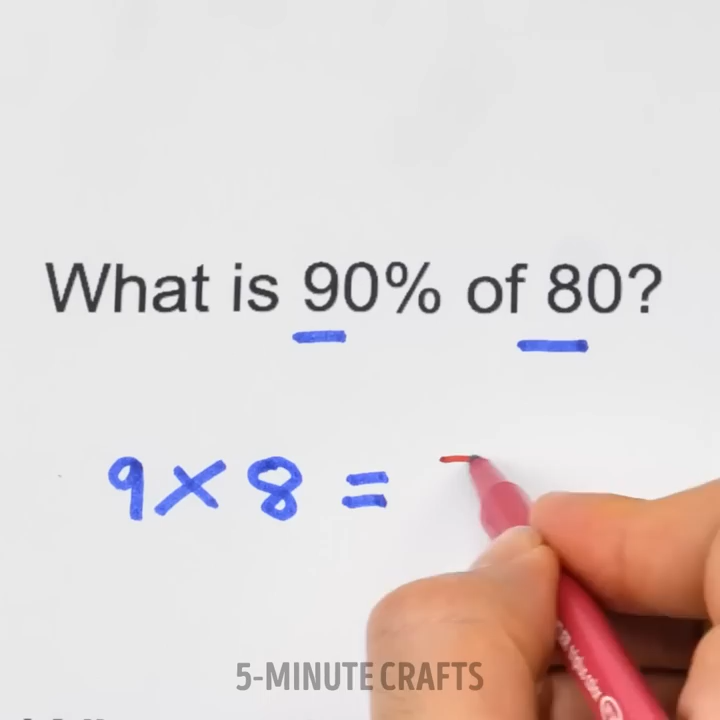 What is 90% of 80?
9 × 8 =
5-MINUTE CRAFTS